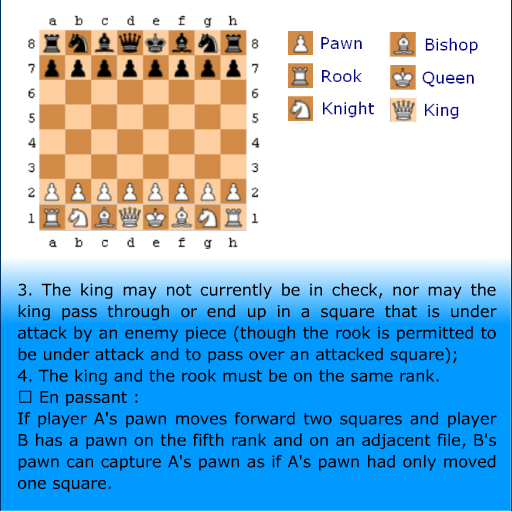 a b c d e f g h
8 8
7 7
6 6
5 5
4 4
3 3
2 2
1 1
a b c d e f g h
Pawn Bishop
Rook Queen
Knight King
3. The king may not currently be in check, nor may the
king pass through or end up in a square that is under
attack by an enemy piece (though the rook is permitted to
be under attack and to pass over an attacked square);
4. The king and the rook must be on the same rank.
☐ En passant :
If player A's pawn moves forward two squares and player
B has a pawn on the fifth rank and on an adjacent file, B's
pawn can capture A's pawn as if A's pawn had only moved
one square.